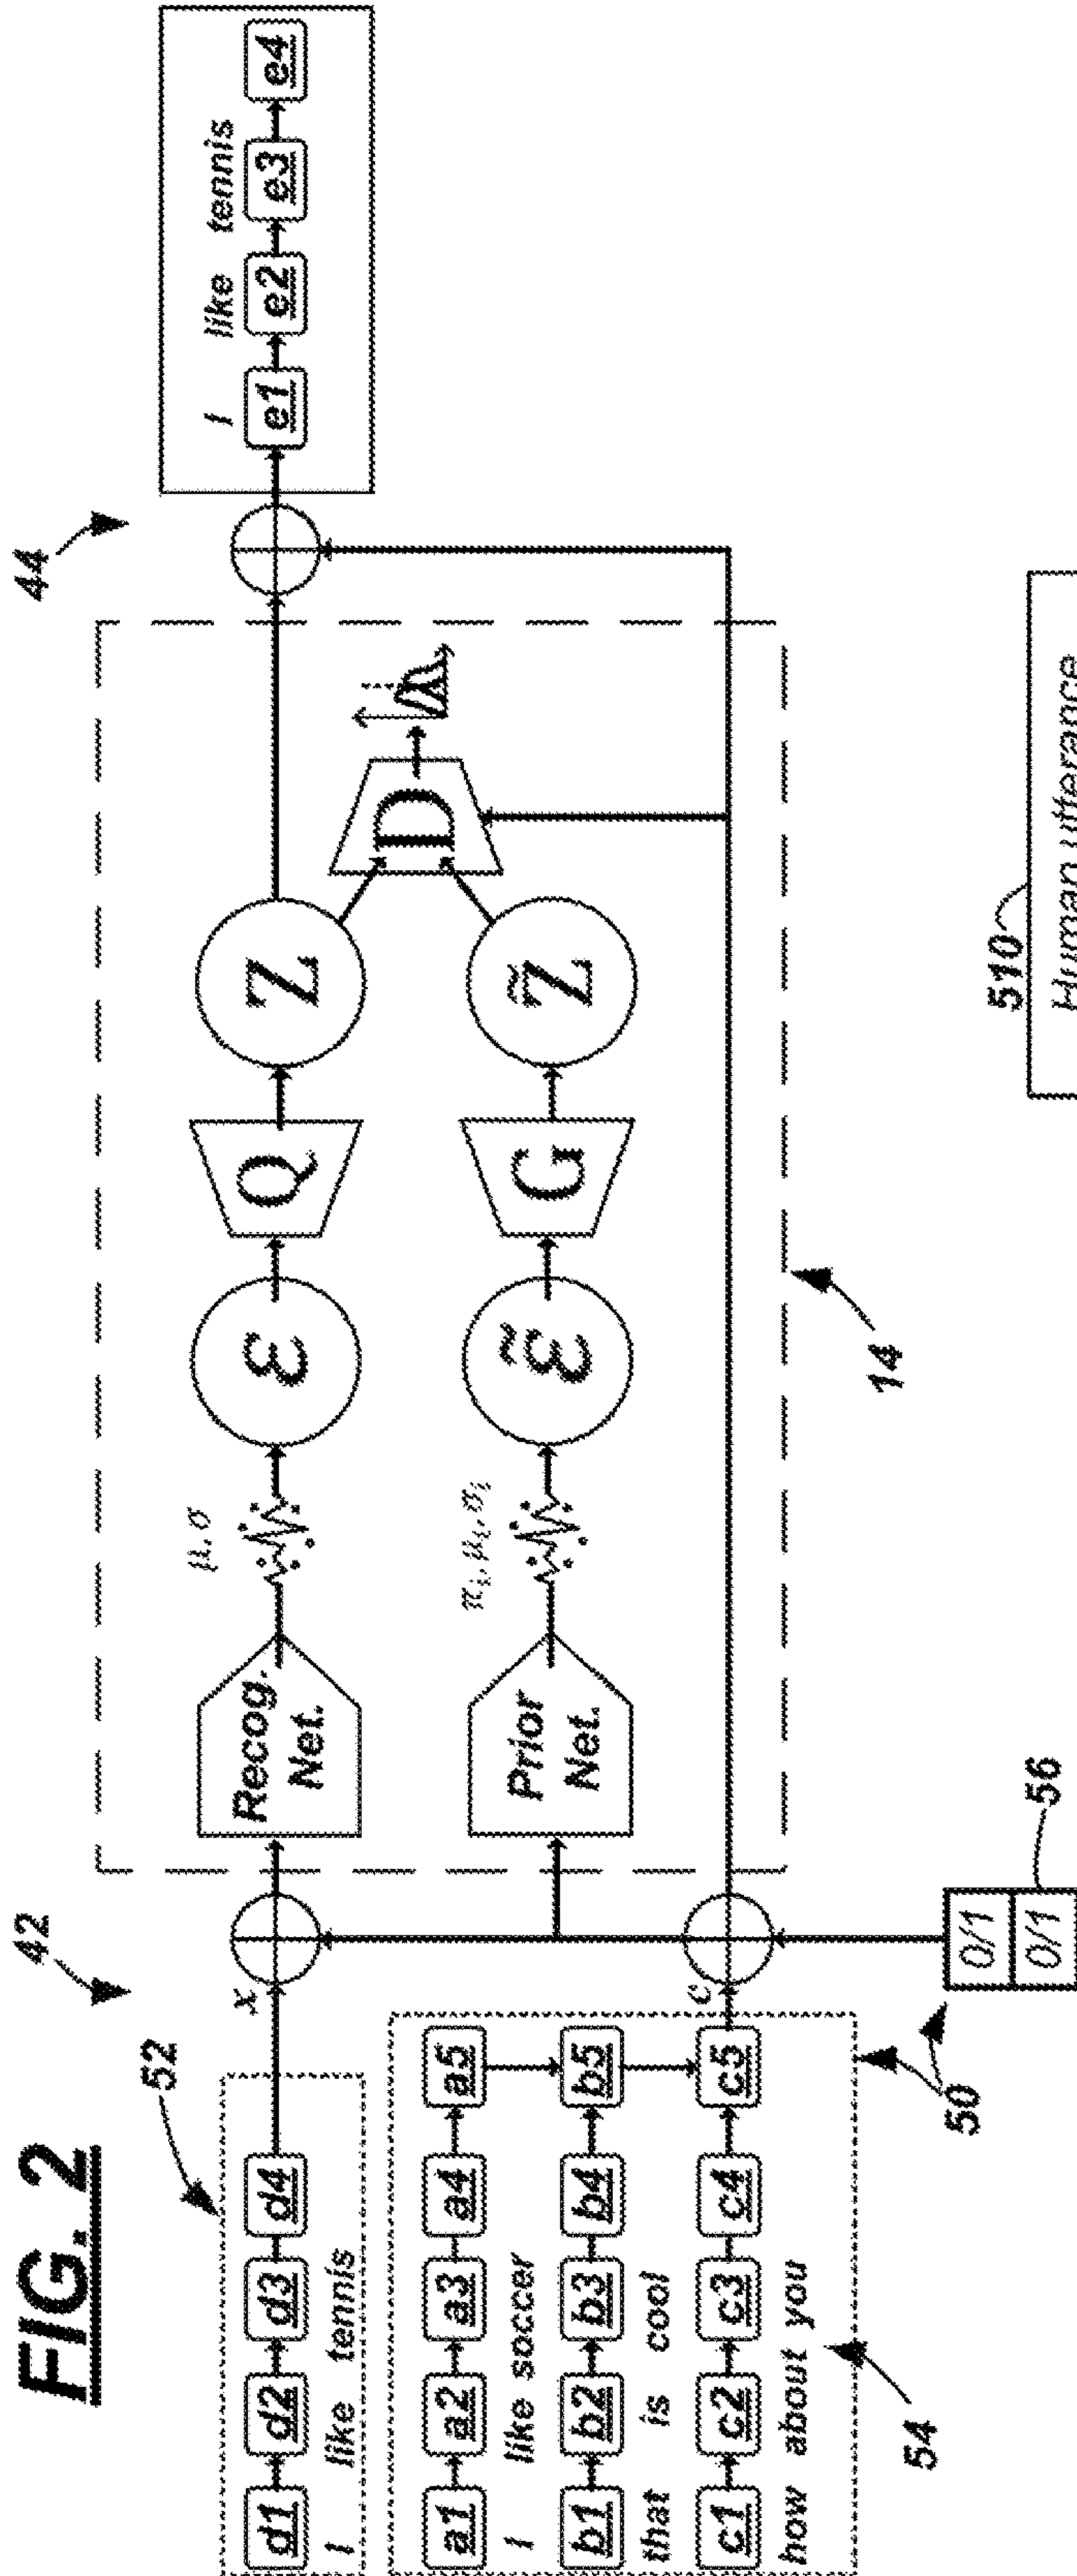 FIG. 2
42
44
52
d1 d2 d3 d4
I like tennis
x
Recog.
Net.
μ, σ
ε
Q
Z
I like tennis
e1 e2 e3 e4
a1 a2 a3 a4 a5
I like soccer
b1 b2 b3 b4 b5
that is cool
c1 c2 c3 c4 c5
how about you
c
Prior
Net.
π_i, μ_i, σ_i
ε̃
G
Z̃
D
54
50
0/1
0/1
56
14
510
Human utterance